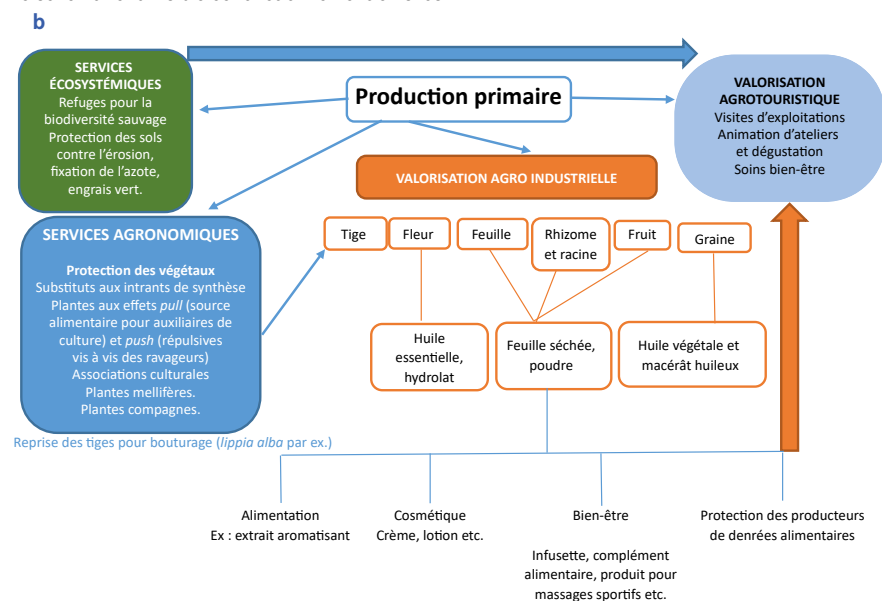 b
SERVICES
ÉCOSYSTÉMIQUES
Refuges pour la
biodiversité sauvage
Protection des sols
contre l'érosion,
fixation de l'azote,
engrais vert.
Production primaire
VALORISATION
AGROTOURISTIQUE
Visites d'exploitations
Animation d'ateliers
et dégustation
Soins bien-être
VALORISATION AGRO INDUSTRIELLE
SERVICES AGRONOMIQUES
Protection des végétaux
Substituts aux intrants de synthèse
Plantes aux effets pull (source
alimentaire pour auxiliaires de
culture) et push (répulsives
vis à vis des ravageurs)
Associations culturales
Plantes mellifères.
Plantes compagnes.
Tige
Fleur
Feuille
Rhizome
et racine
Fruit
Graine
Huile
essentielle,
hydrolat
Feuille séchée,
poudre
Huile végétale et
macérât huileux
Reprise des tiges pour bouturage (lippia alba par ex.)
Alimentation
Ex : extrait aromatisant
Cosmétique
Crème, lotion etc.
Bien-être
Infusette, complément
alimentaire, produit pour
massages sportifs etc.
Protection des producteurs
de denrées alimentaires